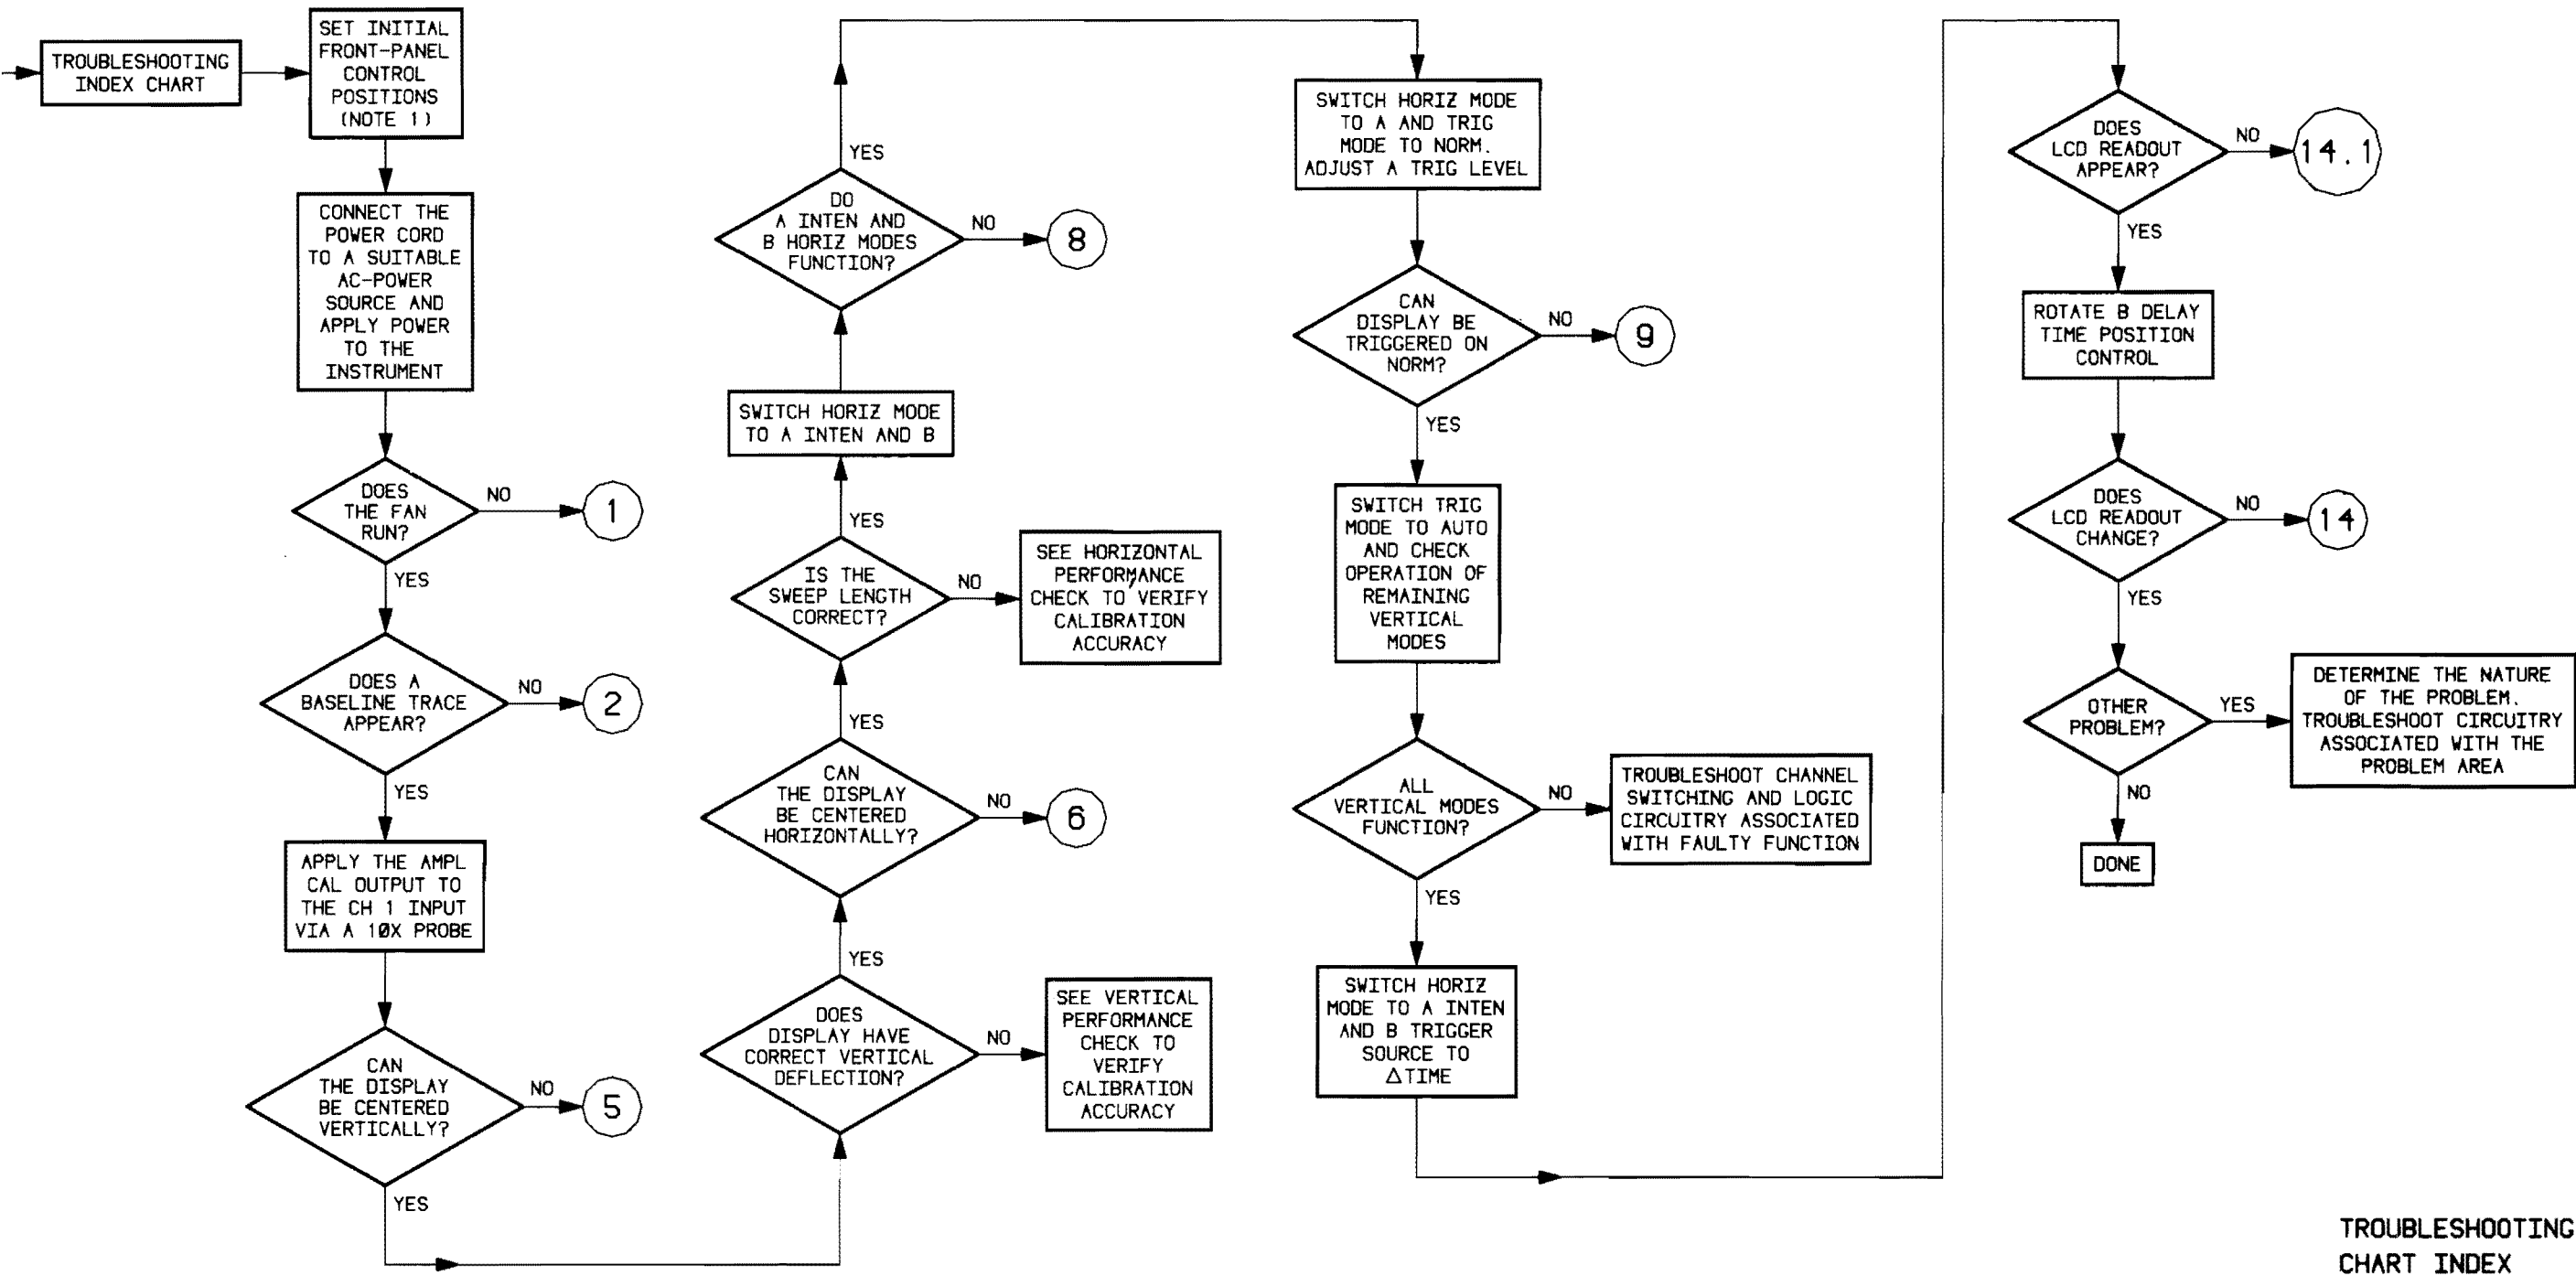 TROUBLESHOOTING
INDEX CHART
SET INITIAL
FRONT-PANEL
CONTROL
POSITIONS
(NOTE 1)
CONNECT THE
POWER CORD
TO A SUITABLE
AC-POWER
SOURCE AND
APPLY POWER
TO THE
INSTRUMENT
DOES
THE FAN
RUN?
NO
1
YES
DOES A
BASELINE TRACE
APPEAR?
NO
2
YES
APPLY THE AMPL
CAL OUTPUT TO
THE CH 1 INPUT
VIA A 10X PROBE
CAN
THE DISPLAY
BE CENTERED
VERTICALLY?
NO
5
YES
DOES
DISPLAY HAVE
CORRECT VERTICAL
DEFLECTION?
NO
SEE VERTICAL
PERFORMANCE
CHECK TO
VERIFY
CALIBRATION
ACCURACY
YES
CAN
THE DISPLAY
BE CENTERED
HORIZONTALLY?
NO
6
YES
IS THE
SWEEP LENGTH
CORRECT?
NO
SEE HORIZONTAL
PERFORMANCE
CHECK TO VERIFY
CALIBRATION
ACCURACY
YES
SWITCH HORIZ MODE
TO A INTEN AND B
DO
A INTEN AND
B HORIZ MODES
FUNCTION?
NO
8
YES
SWITCH HORIZ MODE
TO A AND TRIG
MODE TO NORM.
ADJUST A TRIG LEVEL
CAN
DISPLAY BE
TRIGGERED ON
NORM?
NO
9
YES
SWITCH TRIG
MODE TO AUTO
AND CHECK
OPERATION OF
REMAINING
VERTICAL
MODES
ALL
VERTICAL MODES
FUNCTION?
NO
TROUBLESHOOT CHANNEL
SWITCHING AND LOGIC
CIRCUITRY ASSOCIATED
WITH FAULTY FUNCTION
YES
SWITCH HORIZ
MODE TO A INTEN
AND B TRIGGER
SOURCE TO
△TIME
DOES
LCD READOUT
APPEAR?
NO
14.1
YES
ROTATE B DELAY
TIME POSITION
CONTROL
DOES
LCD READOUT
CHANGE?
NO
14
YES
OTHER
PROBLEM?
YES
DETERMINE THE NATURE
OF THE PROBLEM.
TROUBLESHOOT CIRCUITRY
ASSOCIATED WITH THE
PROBLEM AREA
NO
DONE
TROUBLESHOOTING
CHART INDEX